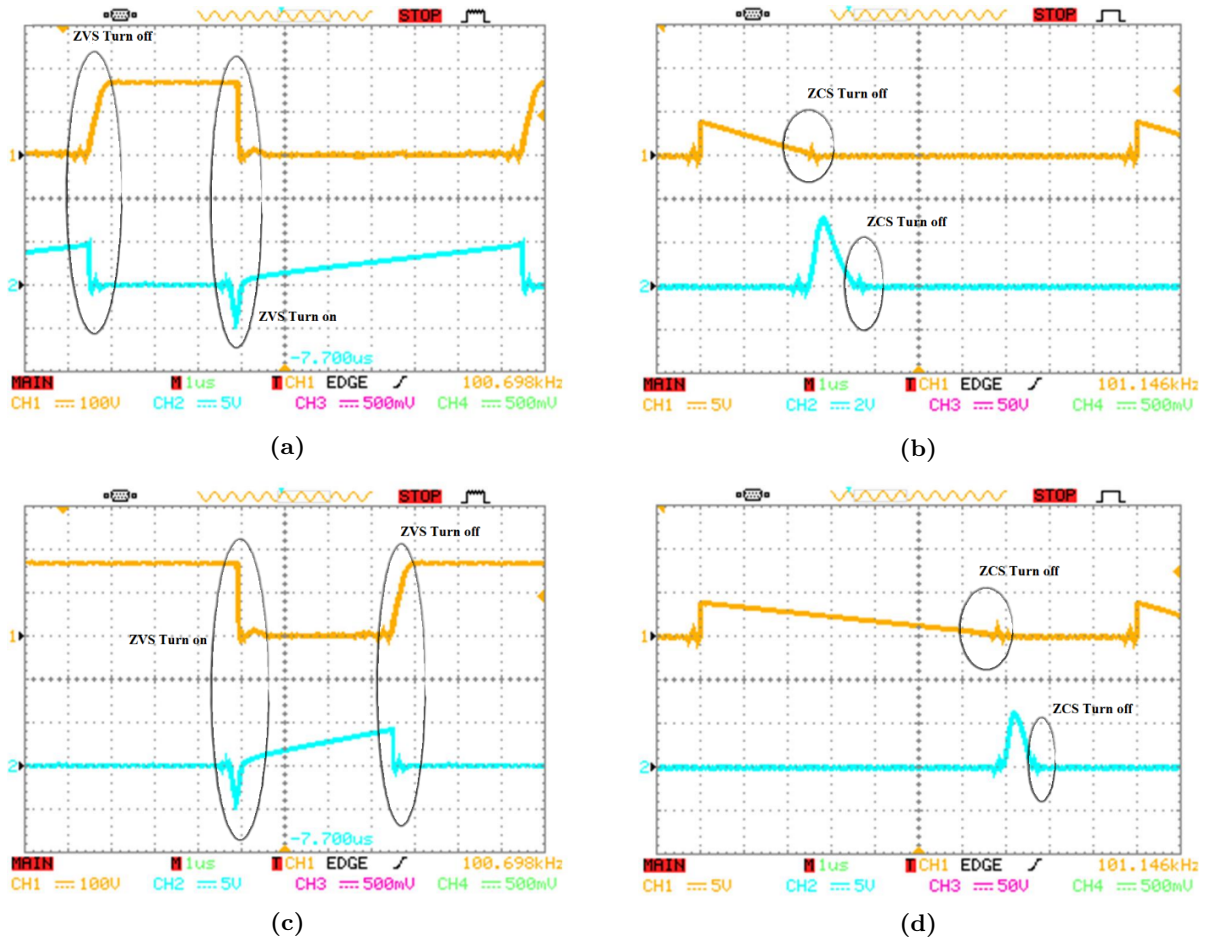 STOP
ZVS Turn off
1
2
ZVS Turn on
-7.700us
MAIN M 1us T CH1 EDGE 100.698kHz
CH1 100V CH2 5V CH3 500mV CH4 500mV
(a)
STOP
ZCS Turn off
1
ZCS Turn off
2
MAIN M 1us T CH1 EDGE 101.146kHz
CH1 5V CH2 2V CH3 50V CH4 500mV
(b)
STOP
ZVS Turn off
1
ZVS Turn on
2
-7.700us
MAIN M 1us T CH1 EDGE 100.698kHz
CH1 100V CH2 5V CH3 500mV CH4 500mV
(c)
STOP
ZCS Turn off
1
ZCS Turn off
2
MAIN M 1us T CH1 EDGE 101.146kHz
CH1 5V CH2 2V CH3 50V CH4 500mV
(d)